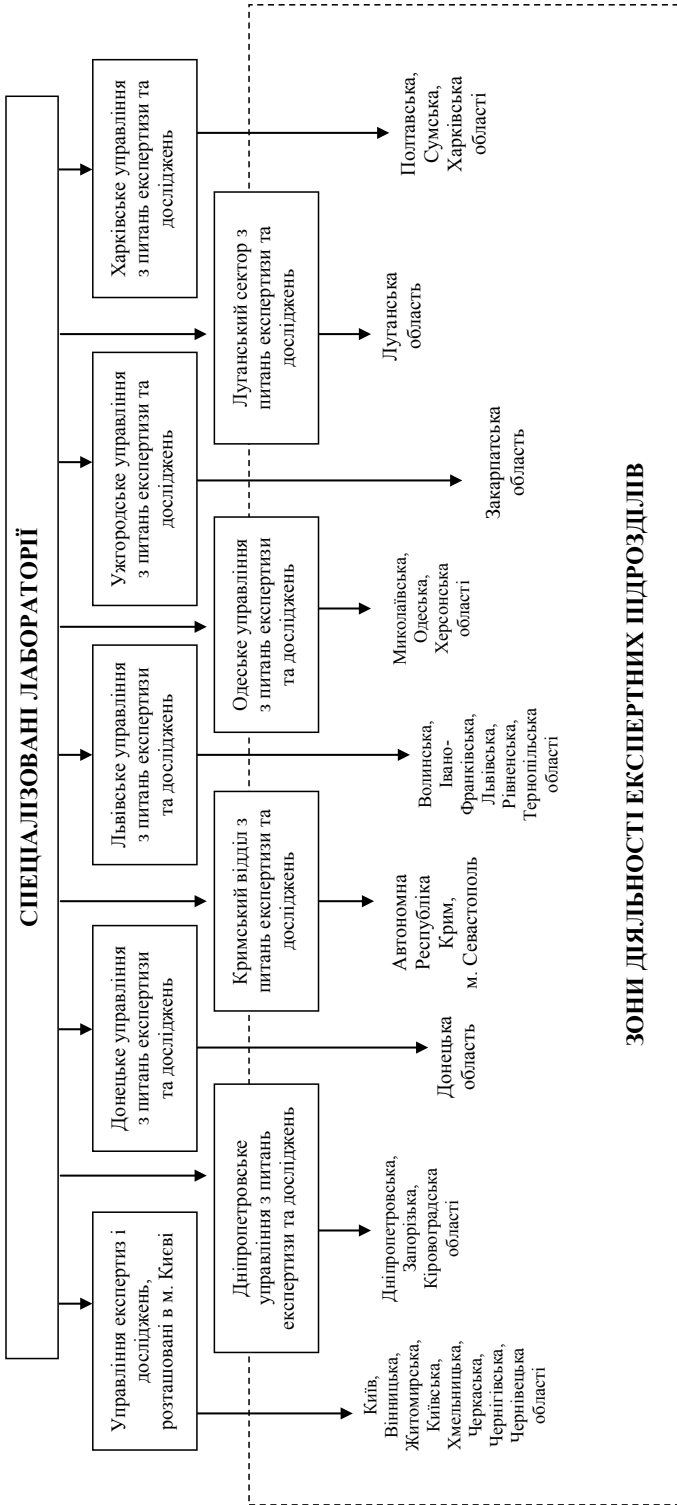 СПЕЦІАЛІЗОВАНІ ЛАБОРАТОРІЇ
Управління експертиз і
досліджень,
розташовані в м. Києві
Донецьке управління
з питань експертизи
та досліджень
Львівське управління
з питань експертизи
та досліджень
Ужгородське управління
з питань експертизи та
досліджень
Харківське управління
з питань експертизи та
досліджень
Дніпропетровське
управління з питань
експертизи та досліджень
Кримський відділ з
питань експертизи та
досліджень
Одеське управління
з питань експертизи
та досліджень
Луганський сектор з
питань експертизи та
досліджень
Київ,
Вінницька,
Житомирська,
Київська,
Хмельницька,
Черкаська,
Чернігівська,
Чернівецька
області
Дніпропетровська,
Запорізька,
Кіровоградська
області
Донецька
область
Автономна
Республіка
Крим,
м. Севастополь
Волинська,
Івано-
Франківська,
Львівська,
Рівненська,
Тернопільська
області
Миколаївська,
Одеська,
Херсонська
області
Закарпатська
область
Луганська
область
Полтавська,
Сумська,
Харківська
області
ЗОНИ ДІЯЛЬНОСТІ ЕКСПЕРТНИХ ПІДРОЗДІЛІВ